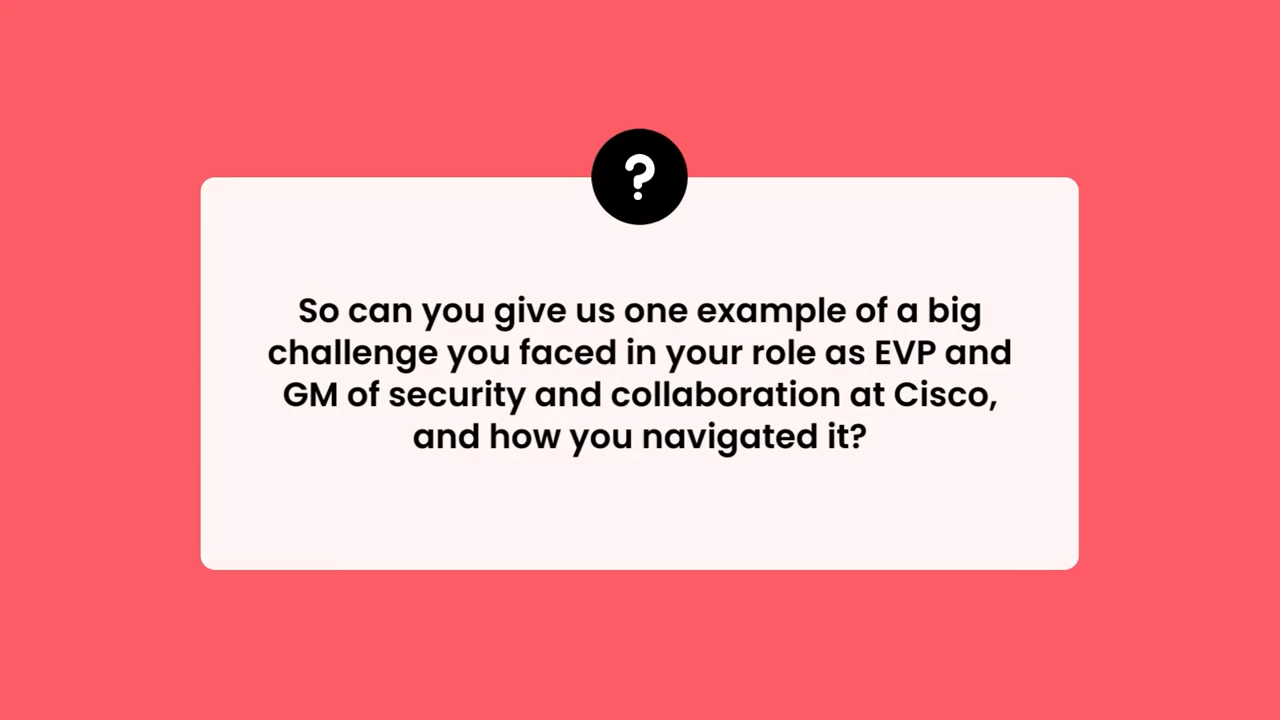 ?
So can you give us one example of a big
challenge you faced in your role as EVP and
GM of security and collaboration at Cisco,
and how you navigated it?